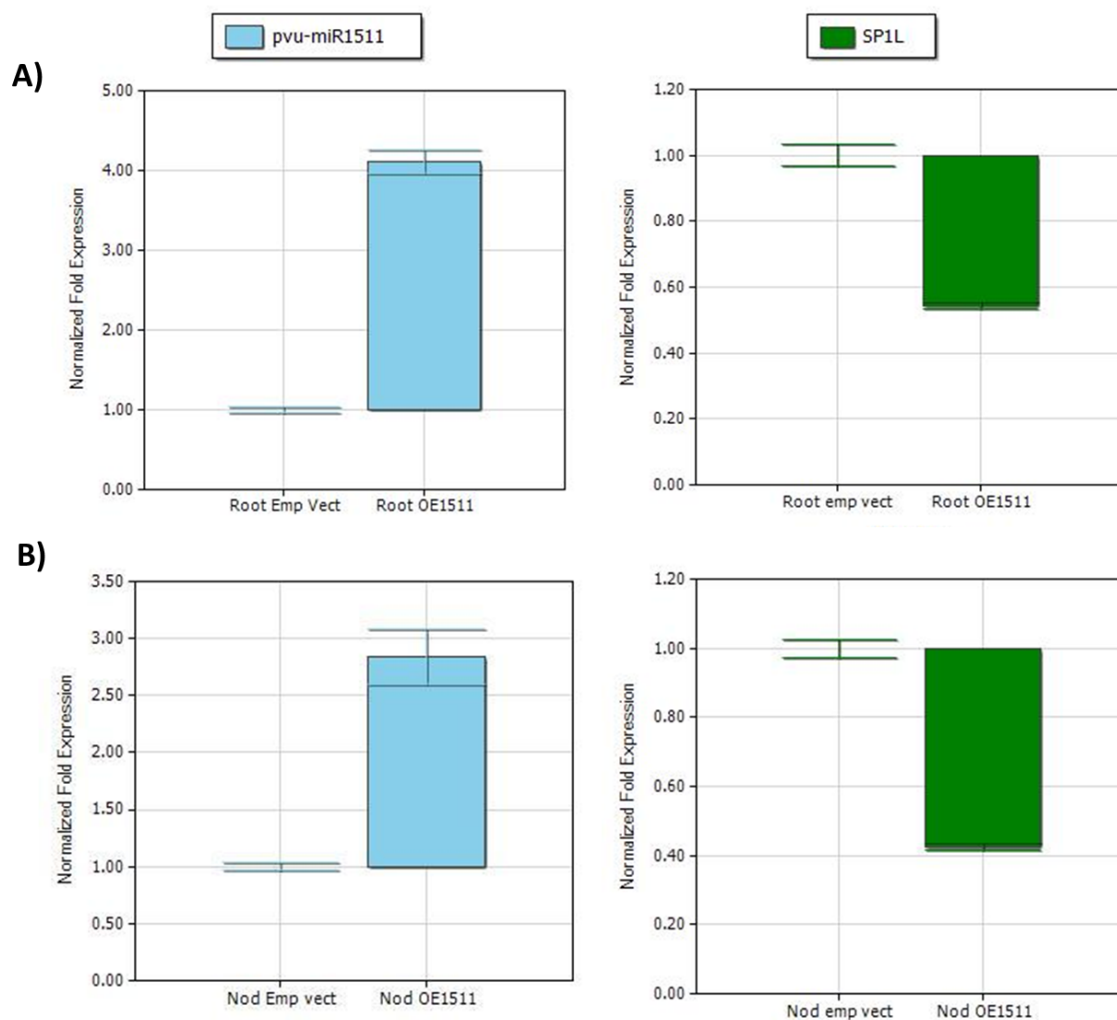 pvu-miR1511
SP1L
A)
5.00
4.00
3.00
2.00
1.00
0.00
Normalized Fold Expression
Root Emp Vect
Root OE1511
1.20
1.00
0.80
0.60
0.40
0.20
0.00
Normalized Fold Expression
Root emp vect
Root OE1511
B)
3.50
3.00
2.50
2.00
1.50
1.00
0.50
0.00
Normalized Fold Expression
Nod Emp vect
Nod OE1511
1.20
1.00
0.80
0.60
0.40
0.20
0.00
Normalized Fold Expression
Nod emp vect
Nod OE1511